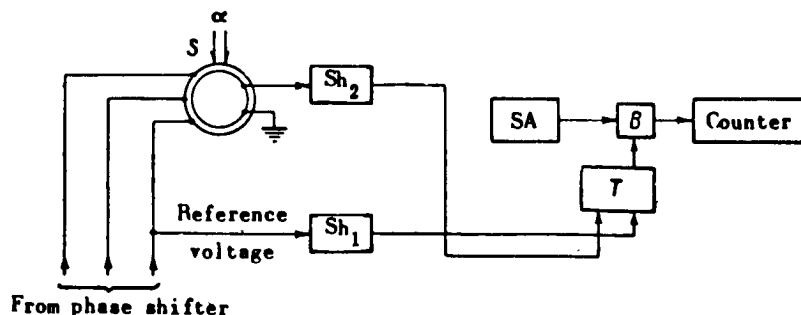 α
S
Sh2
SA
B
Counter
T
Reference
voltage
Sh1
From phase shifter